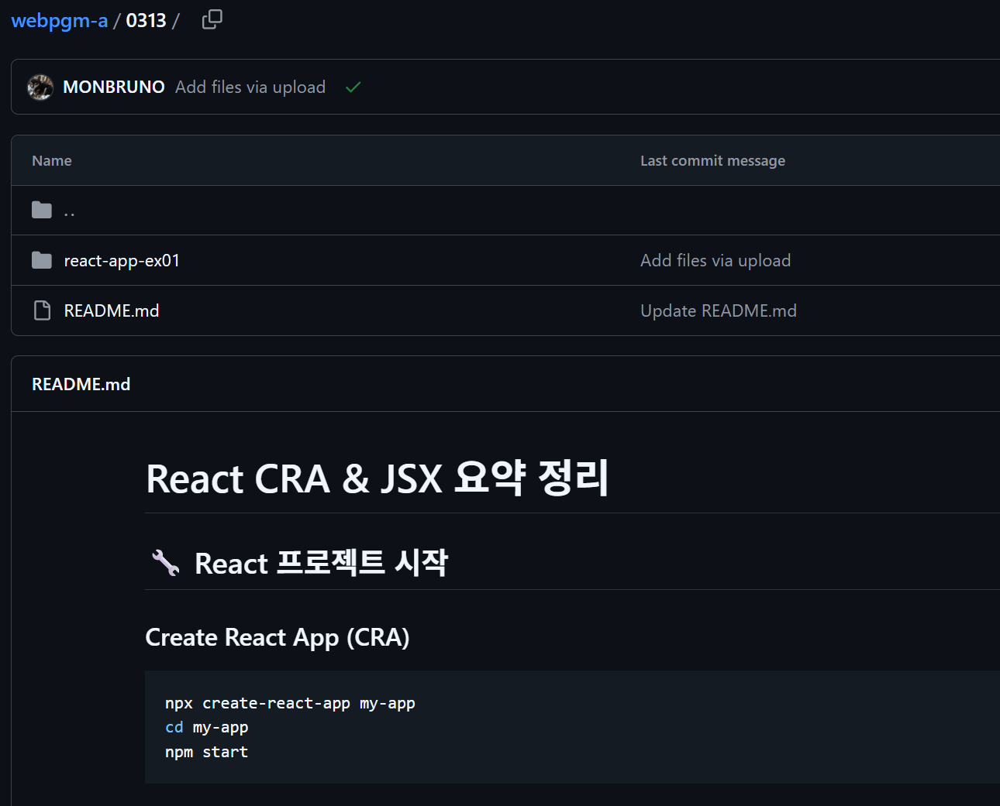 webpgm-a / 0313 /
MONBRUNO Add files via upload
Name Last commit message
..
react-app-ex01 Add files via upload
README.md Update README.md
README.md
React CRA & JSX 요약 정리
🔧 React 프로젝트 시작
Create React App (CRA)
npx create-react-app my-app
cd my-app
npm start